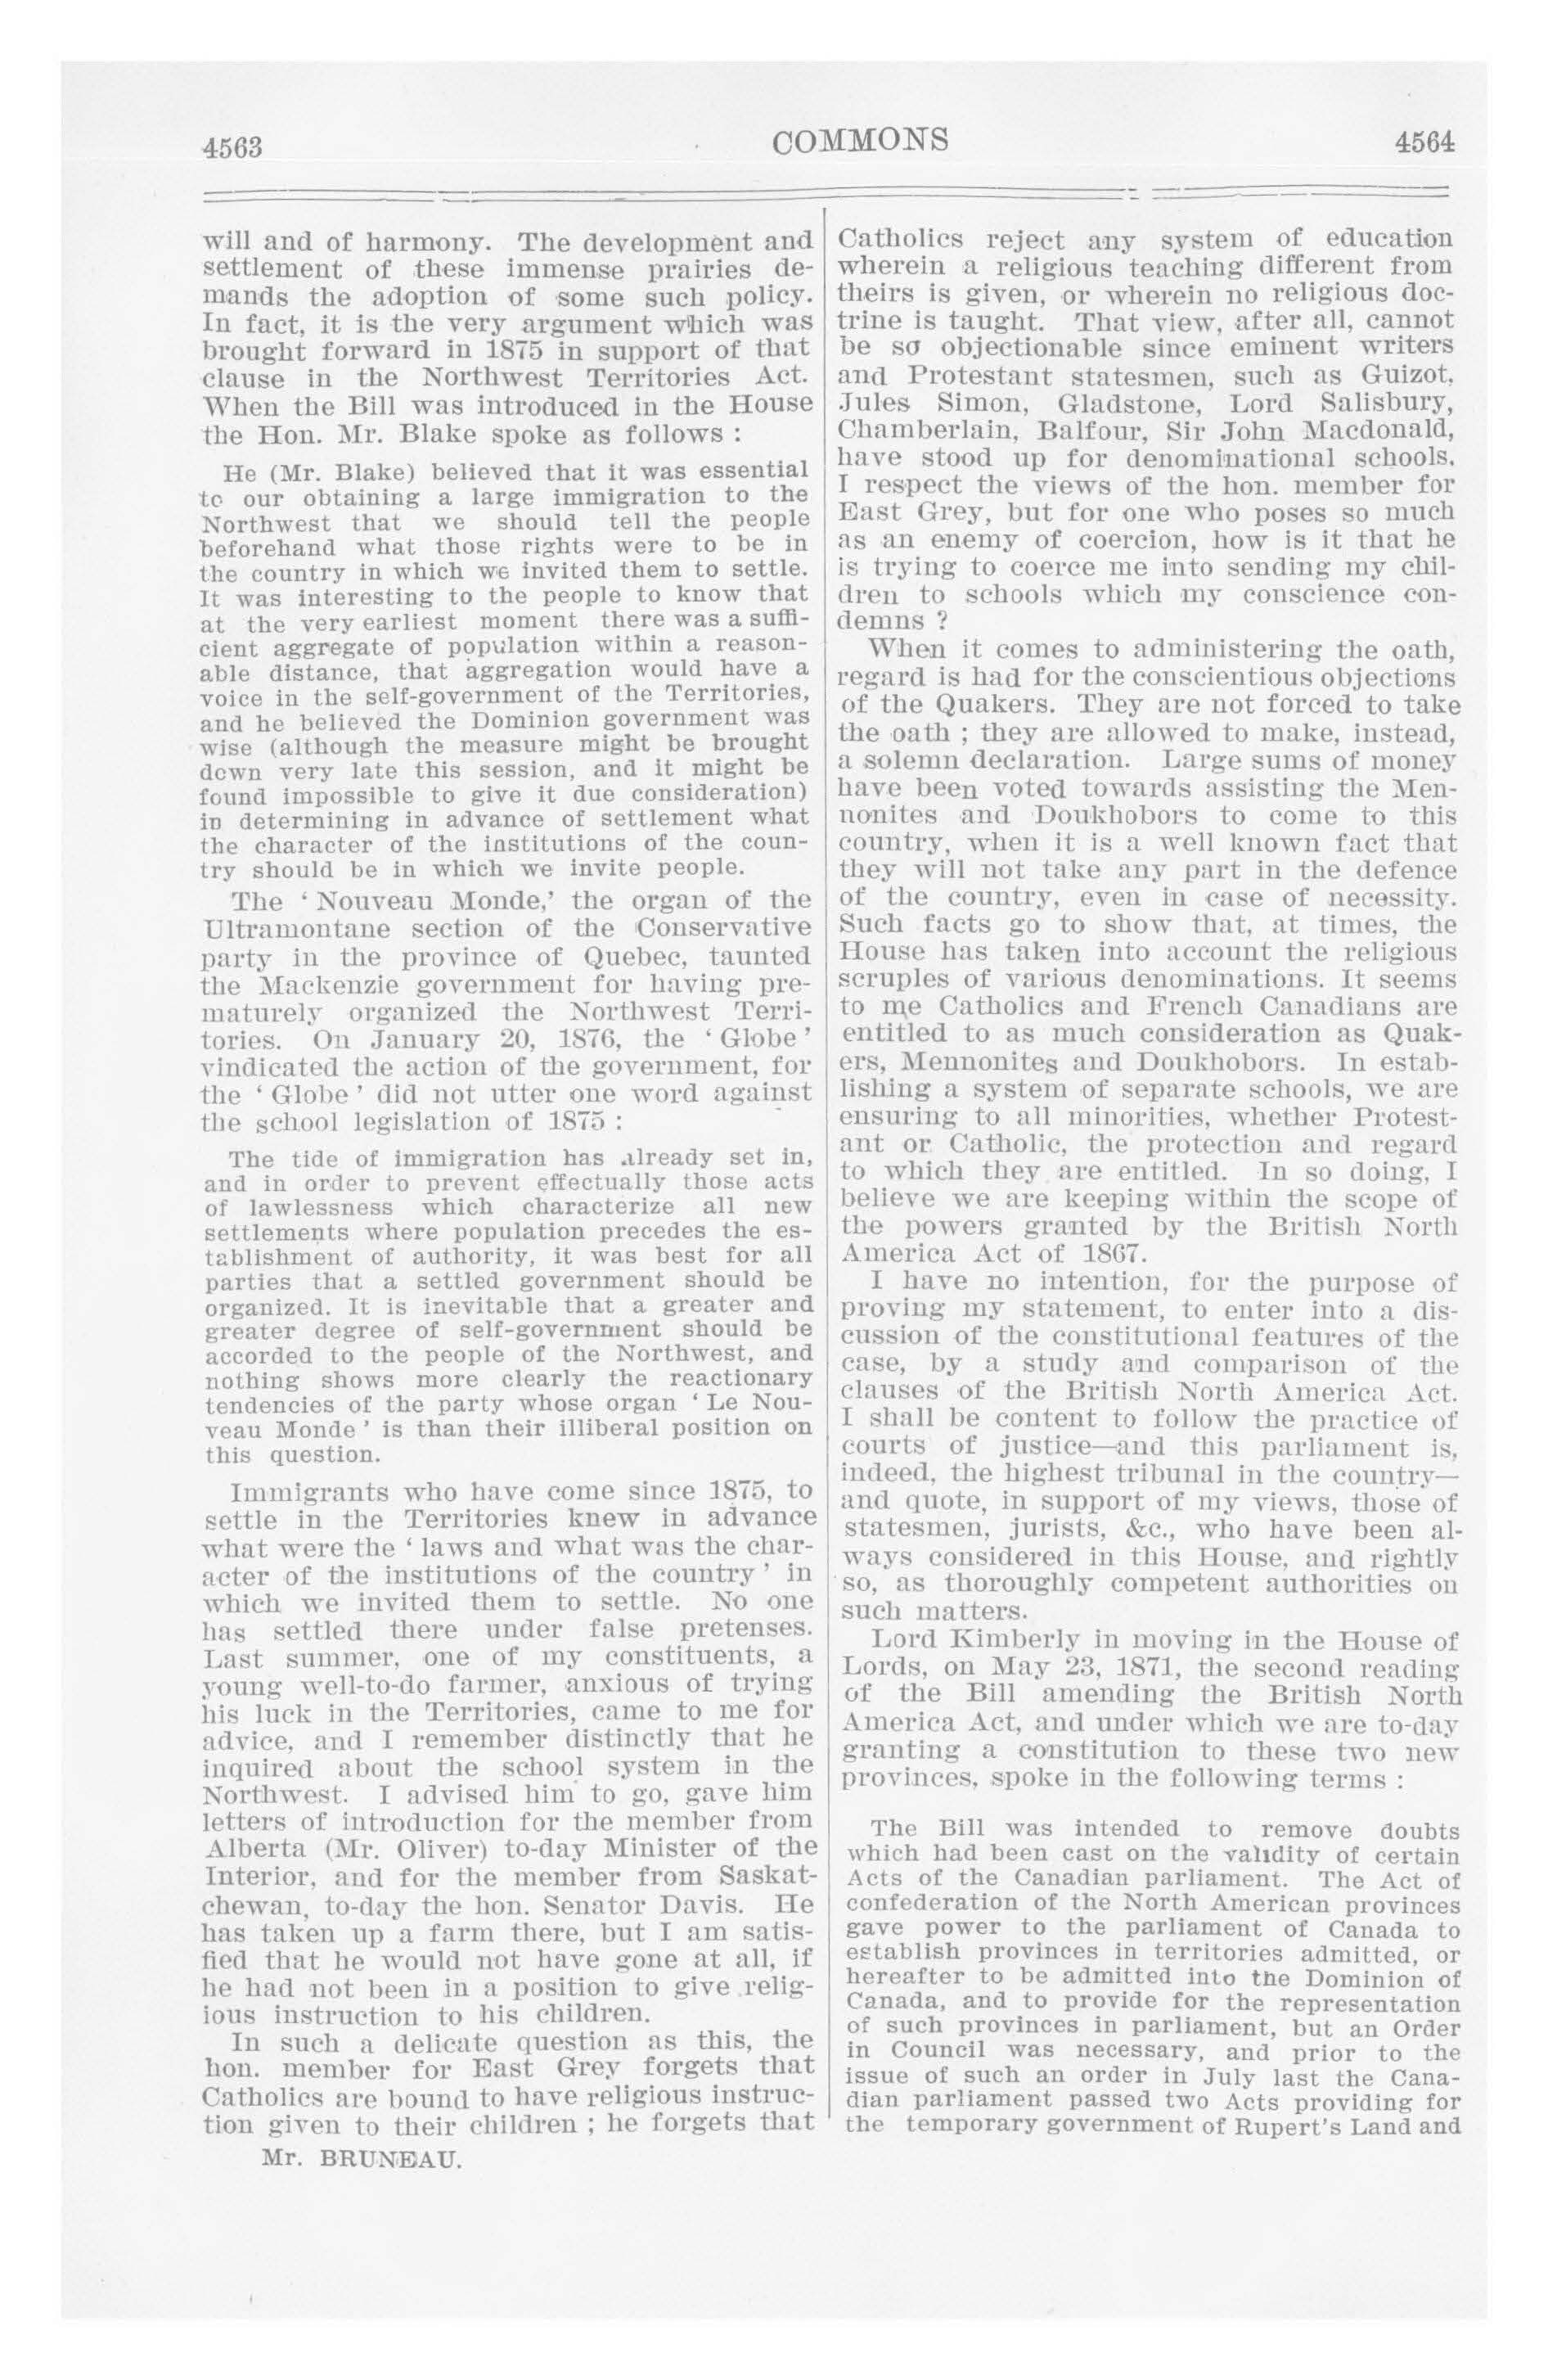 4563
COMMONS
4564
will and of harmony. The development and
settlement of these immense prairies de-
mands the adoption of some such policy.
In fact, it is the very argument which was
brought forward in 1875 in support of that
clause in the Northwest Territories Act.
When the Bill was introduced in the House
the Hon. Mr. Blake spoke as follows :
He (Mr. Blake) believed that it was essential
to our obtaining a large immigration to the
Northwest that we should tell the people
beforehand what those rights were to be in
the country in which we invited them to settle.
It was interesting to the people to know that
at the very earliest moment there was a suffi-
cient aggregate of population within a reason-
able distance, that aggregation would have a
voice in the self-government of the Territories,
and he believed the Dominion government was
wise (although the measure might be brought
down very late this session, and it might be
found impossible to give it due consideration)
in determining in advance of settlement what
the character of the institutions of the coun-
try should be in which we invite people.
The ‘ Nouveau Monde,’ the organ of the
Ultramontane section of the Conservative
party in the province of Quebec, taunted
the Mackenzie government for having pre-
maturely organized the Northwest Terri-
tories. On January 20, 1876, the ‘ Globe ’
vindicated the action of the government, for
the ‘ Globe ’ did not utter one word against
the school legislation of 1875 :
The tide of immigration has already set in,
and in order to prevent effectually those acts
of lawlessness which characterize all new
settlements where population precedes the es-
tablishment of authority, it was best for all
parties that a settled government should be
organized. It is inevitable that a greater and
greater degree of self-government should be
accorded to the people of the Northwest, and
nothing shows more clearly the reactionary
tendencies of the party whose organ ‘ Le Nou-
veau Monde ’ is than their illiberal position on
this question.
Immigrants who have come since 1875, to
settle in the Territories knew in advance
what were the ‘ laws and what was the char-
acter of the institutions of the country ’ in
which we invited them to settle. No one
has settled there under false pretenses.
Last summer, one of my constituents, a
young well-to-do farmer, anxious of trying
his luck in the Territories, came to me for
advice, and I remember distinctly that he
inquired about the school system in the
Northwest. I advised him to go, gave him
letters of introduction for the member from
Alberta (Mr. Oliver) to-day Minister of the
Interior, and for the member from Saskat-
chewan, to-day the hon. Senator Davis. He
has taken up a farm there, but I am satis-
fied that he would not have gone at all, if
he had not been in a position to give relig-
ious instruction to his children.
In such a delicate question as this, the
hon. member for East Grey forgets that
Catholics are bound to have religious instruc-
tion given to their children ; he forgets that
Mr. BRUNEAU.
Catholics reject any system of education
wherein a religious teaching different from
theirs is given, or wherein no religious doc-
trine is taught. That view, after all, cannot
be so objectionable since eminent writers
and Protestant statesmen, such as Guizot,
Jules Simon, Gladstone, Lord Salisbury,
Chamberlain, Balfour, Sir John Macdonald,
have stood up for denominational schools.
I respect the views of the hon. member for
East Grey, but for one who poses so much
as an enemy of coercion, how is it that he
is trying to coerce me into sending my chil-
dren to schools which my conscience con-
demns ?
When it comes to administering the oath,
regard is had for the conscientious objections
of the Quakers. They are not forced to take
the oath ; they are allowed to make, instead,
a solemn declaration. Large sums of money
have been voted towards assisting the Men-
nonites and Doukhobors to come to this
country, when it is a well known fact that
they will not take any part in the defence
of the country, even in case of necessity.
Such facts go to show that, at times, the
House has taken into account the religious
scruples of various denominations. It seems
to me Catholics and French Canadians are
entitled to as much consideration as Quak-
ers, Mennonites and Doukhobors. In estab-
lishing a system of separate schools, we are
ensuring to all minorities, whether Protest-
ant or Catholic, the protection and regard
to which they are entitled. In so doing, I
believe we are keeping within the scope of
the powers granted by the British North
America Act of 1867.
I have no intention, for the purpose of
proving my statement, to enter into a dis-
cussion of the constitutional features of the
case, by a study and comparison of the
clauses of the British North America Act.
I shall be content to follow the practice of
courts of justice—and this parliament is,
indeed, the highest tribunal in the country—
and quote, in support of my views, those of
statesmen, jurists, &c., who have been al-
ways considered in this House, and rightly
so, as thoroughly competent authorities on
such matters.
Lord Kimberly in moving in the House of
Lords, on May 23, 1871, the second reading
of the Bill amending the British North
America Act, and under which we are to-day
granting a constitution to these two new
provinces, spoke in the following terms :
The Bill was intended to remove doubts
which had been cast on the validity of certain
Acts of the Canadian parliament. The Act of
confederation of the North American provinces
gave power to the parliament of Canada to
establish provinces in territories admitted, or
hereafter to be admitted into the Dominion of
Canada, and to provide for the representation
of such provinces in parliament, but an Order
in Council was necessary, and prior to the
issue of such an order in July last the Cana-
dian parliament passed two Acts providing for
the temporary government of Rupert's Land and